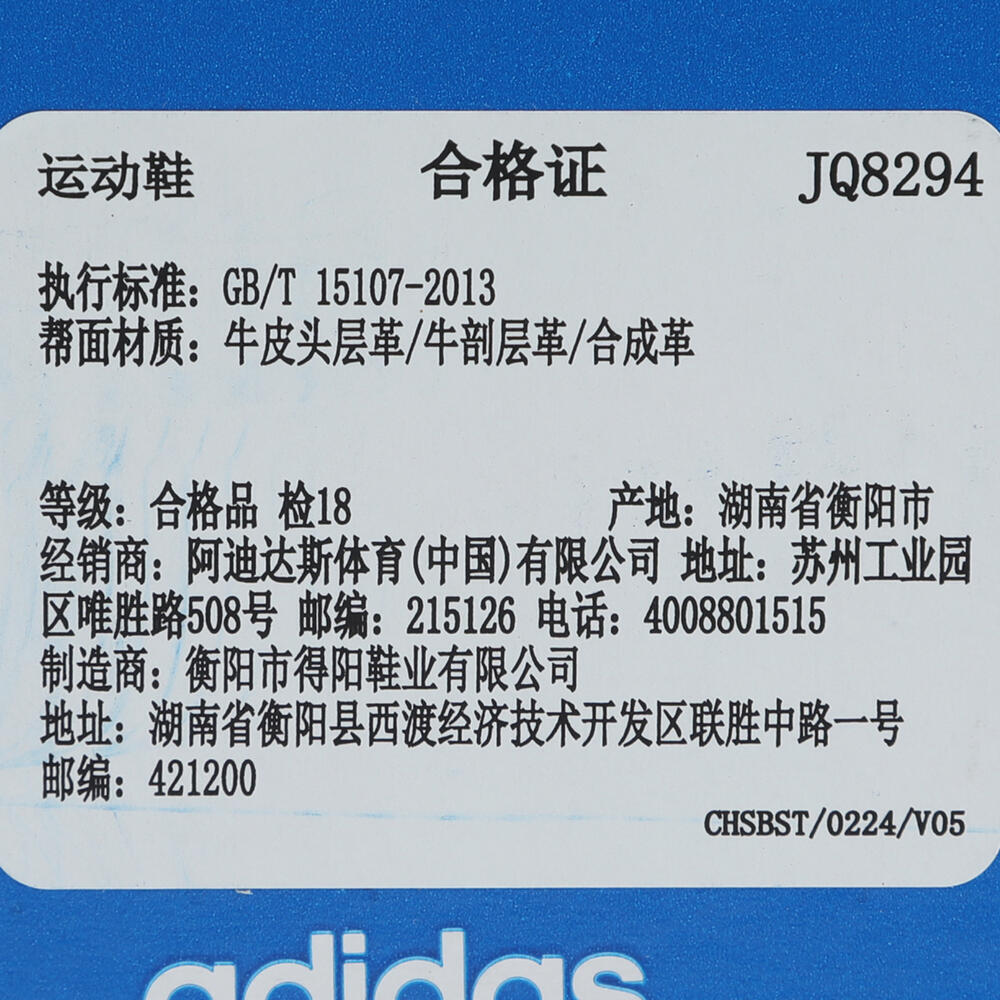 运动鞋 合格证 JQ8294
执行标准：GB/T 15107-2013
帮面材质：牛皮头层革/牛剖层革/合成革
等级：合格品 检18 产地：湖南省衡阳市
经销商：阿迪达斯体育(中国)有限公司 地址：苏州工业园
区唯胜路508号 邮编：215126 电话：4008801515
制造商：衡阳市得阳鞋业有限公司
地址：湖南省衡阳县西渡经济技术开发区联胜中路一号
邮编：421200
CHSBST/0224/V05
adidas